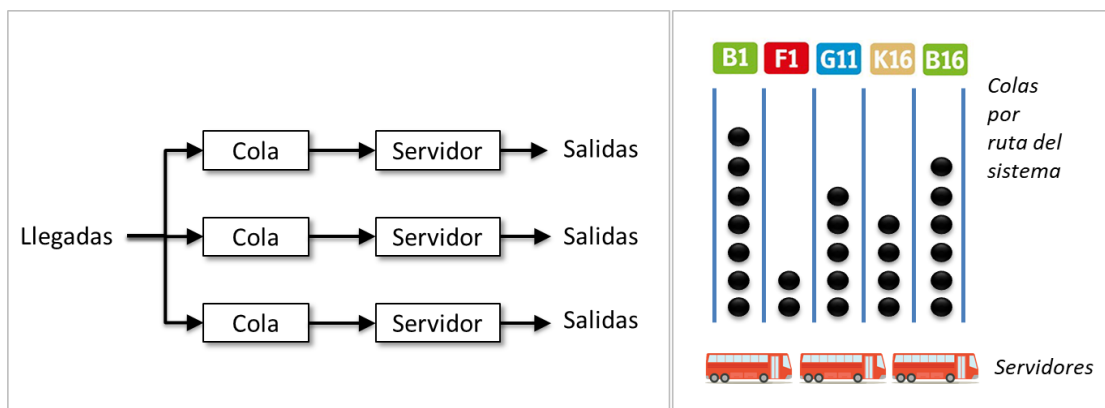 Cola
Servidor
Salidas
Llegadas
Cola
Servidor
Salidas
Cola
Servidor
Salidas
B1
F1
G11
K16
B16
Colas
por
ruta del
sistema
Servidores